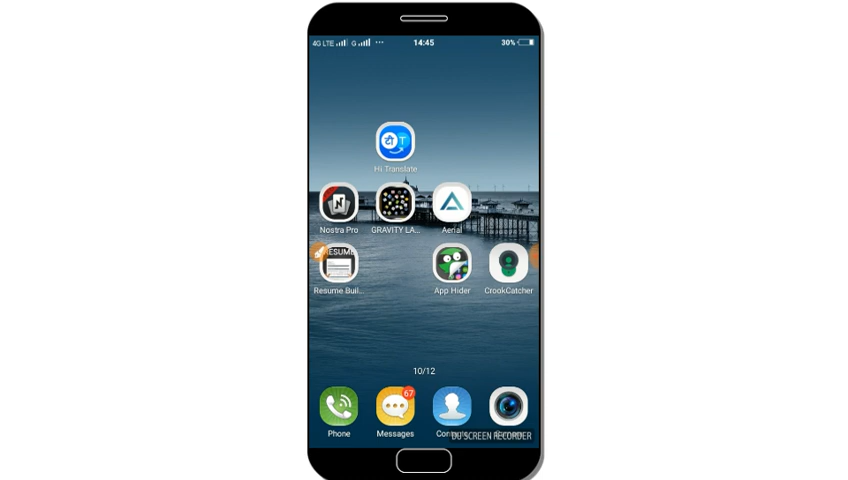 4G LTE G ··· 14:45 30%
Hi Translate
Nostra Pro GRAVITY LA... Aerial
RESUME
Resume Buil... App Hider CrookCatcher
10/12
67
Phone Messages
DU SCREEN RECORDER